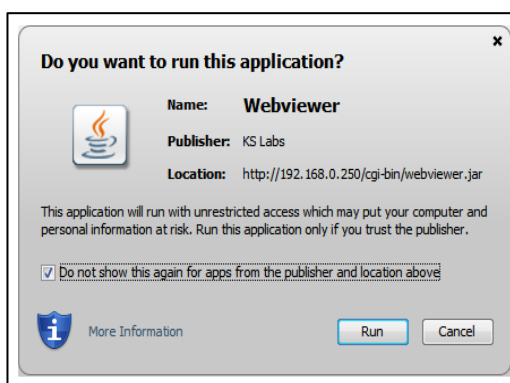 Do you want to run this application?
Name: Webviewer
Publisher: KS Labs
Location: http://192.168.0.250/cgi-bin/webviewer.jar
This application will run with unrestricted access which may put your computer and
personal information at risk. Run this application only if you trust the publisher.
Do not show this again for apps from the publisher and location above
More Information
Run
Cancel